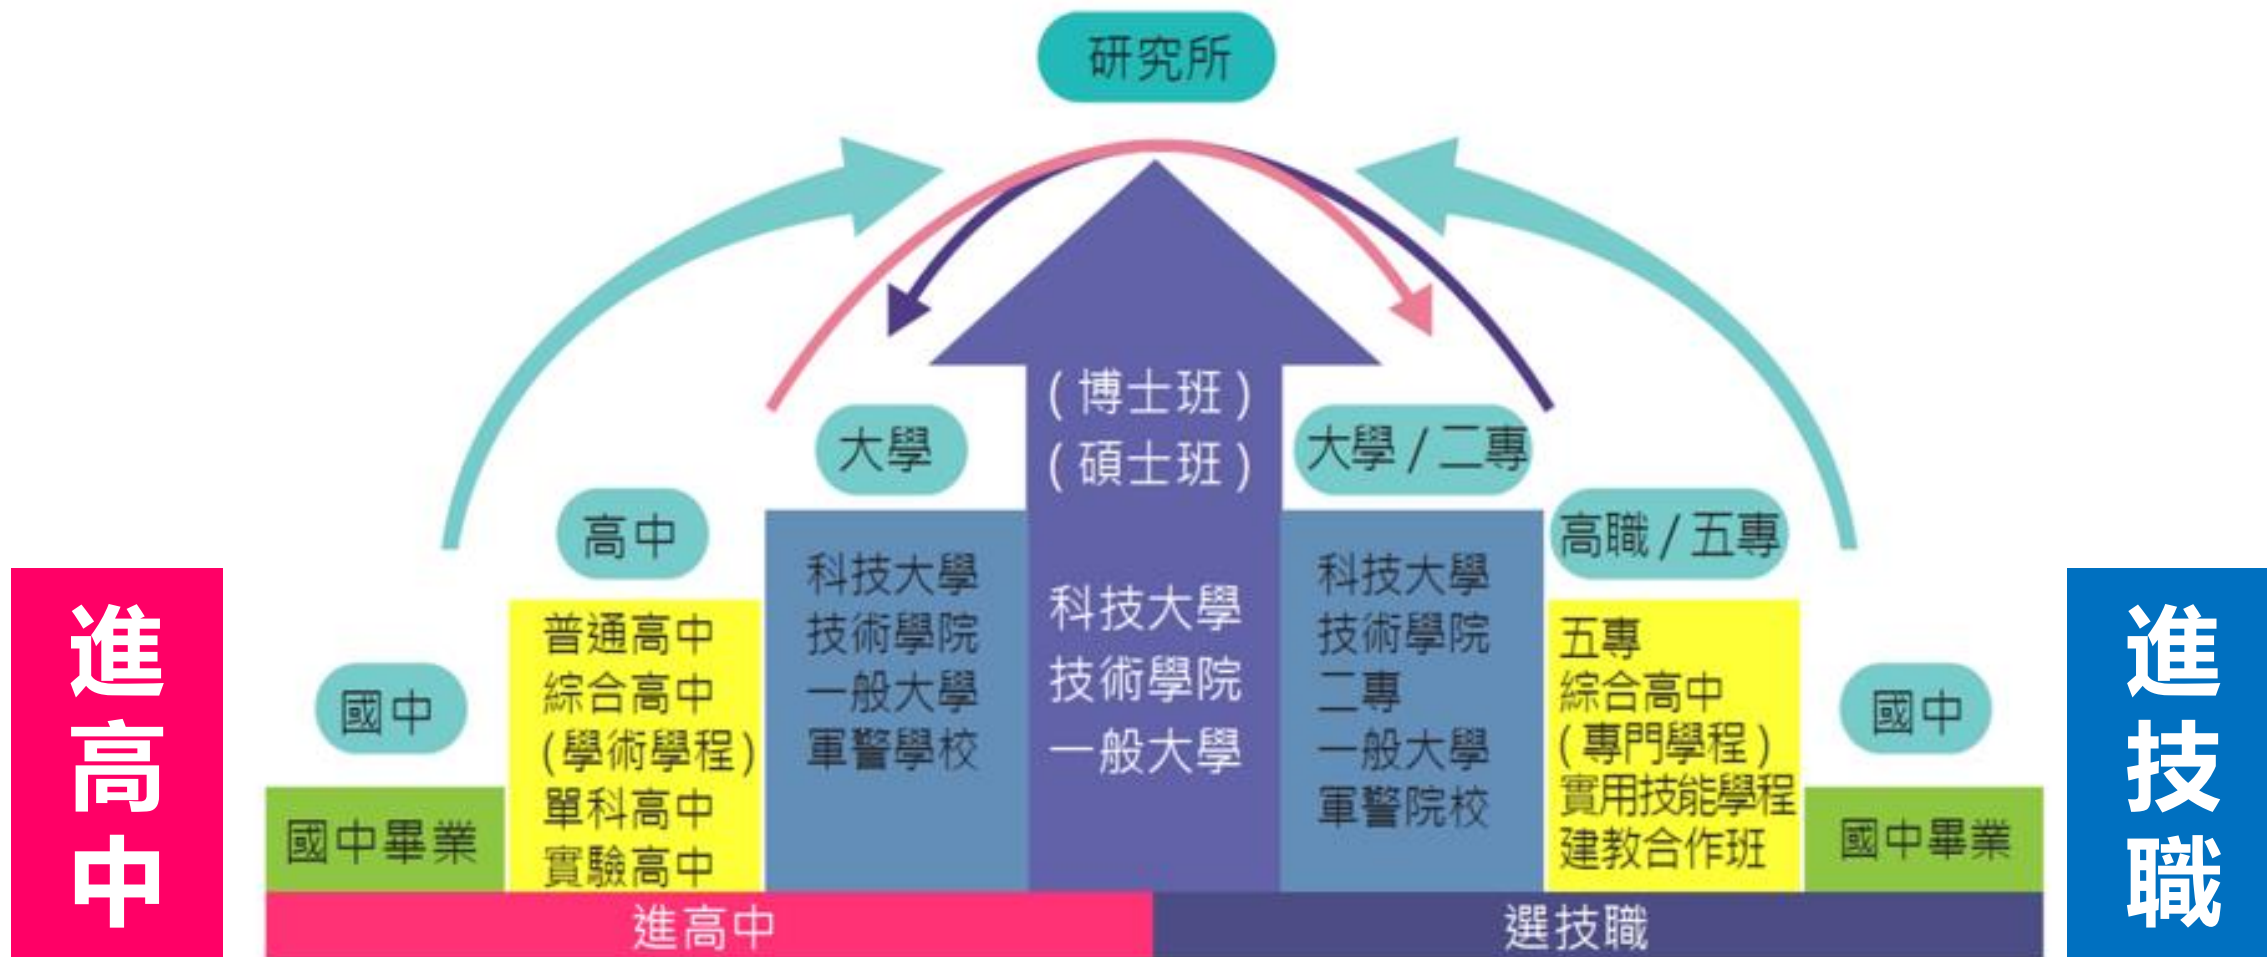 研究所
進高中
國中
國中畢業
高中
普通高中
綜合高中
(學術學程)
單科高中
實驗高中
大學
科技大學
技術學院
一般大學
軍警學校
(博士班)
(碩士班)
科技大學
技術學院
一般大學
大學/二專
科技大學
技術學院
二專
一般大學
軍警院校
高職/五專
五專
綜合高中
(專門學程)
實用技能學程
建教合作班
國中
國中畢業
進技職
進高中
選技職